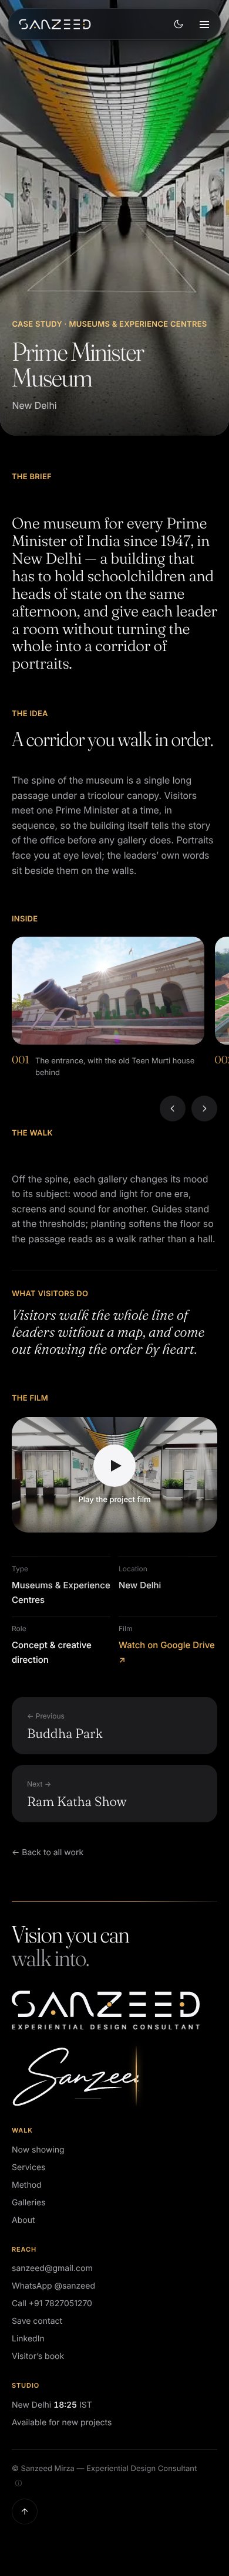 SANZEED
CASE STUDY · MUSEUMS & EXPERIENCE CENTRES
Prime Minister
Museum
New Delhi
THE BRIEF
One museum for every Prime
Minister of India since 1947, in
New Delhi — a building that
has to hold schoolchildren and
heads of state on the same
afternoon, and give each leader
a room without turning the
whole into a corridor of
portraits.
THE IDEA
A corridor you walk in order.
The spine of the museum is a single long
passage under a tricolour canopy. Visitors
meet one Prime Minister at a time, in
sequence, so the building itself tells the story
of the office before any gallery does. Portraits
face you at eye level; the leaders’ own words
sit beside them on the walls.
INSIDE
001 The entrance, with the old Teen Murti house
behind
THE WALK
Off the spine, each gallery changes its mood
to its subject: wood and light for one era,
screens and sound for another. Guides stand
at the thresholds; planting softens the floor so
the passage reads as a walk rather than a hall.
WHAT VISITORS DO
Visitors walk the whole line of
leaders without a map, and come
out knowing the order by heart.
THE FILM
Play the project film
Type
Museums & Experience
Centres
Location
New Delhi
Role
Concept & creative
direction
Film
Watch on Google Drive
↗
← Previous
Buddha Park
Next →
Ram Katha Show
← Back to all work
Vision you can
walk into.
SANZEED
EXPERIENTIAL DESIGN CONSULTANT
Sanzeed
WALK
Now showing
Services
Method
Galleries
About
REACH
sanzeed@gmail.com
WhatsApp @sanzeed
Call +91 7827051270
Save contact
LinkedIn
Visitor’s book
STUDIO
New Delhi 18:25 IST
Available for new projects
© Sanzeed Mirza — Experiential Design Consultant